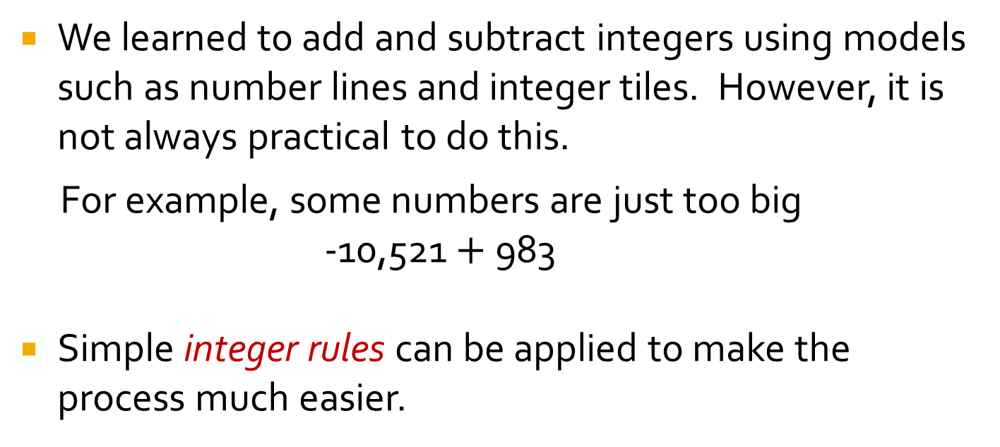 We learned to add and subtract integers using models
such as number lines and integer tiles.  However, it is
not always practical to do this.
For example, some numbers are just too big
-10,521 + 983
Simple integer rules can be applied to make the
process much easier.